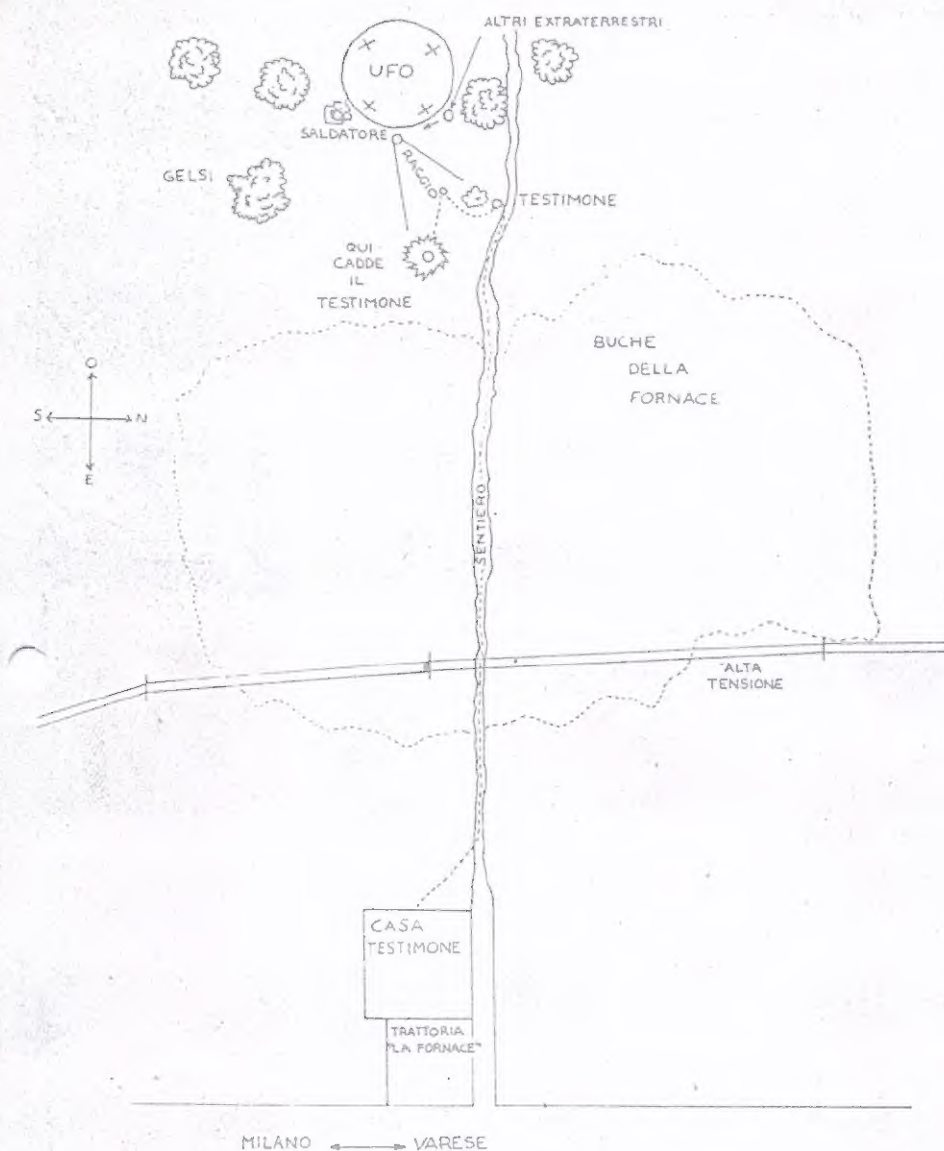 ALTRI EXTRATERRESTRI
UFO
SALDATORE
RAGGIO
GELSI
TESTIMONE
QUI
CADDE
IL
TESTIMONE
BUCHE
DELLA
FORNACE
O
S N
E
SENTIERO
ALTA
TENSIONE
CASA
TESTIMONE
TRATTORIA
"LA FORNACE"
MILANO VARESE